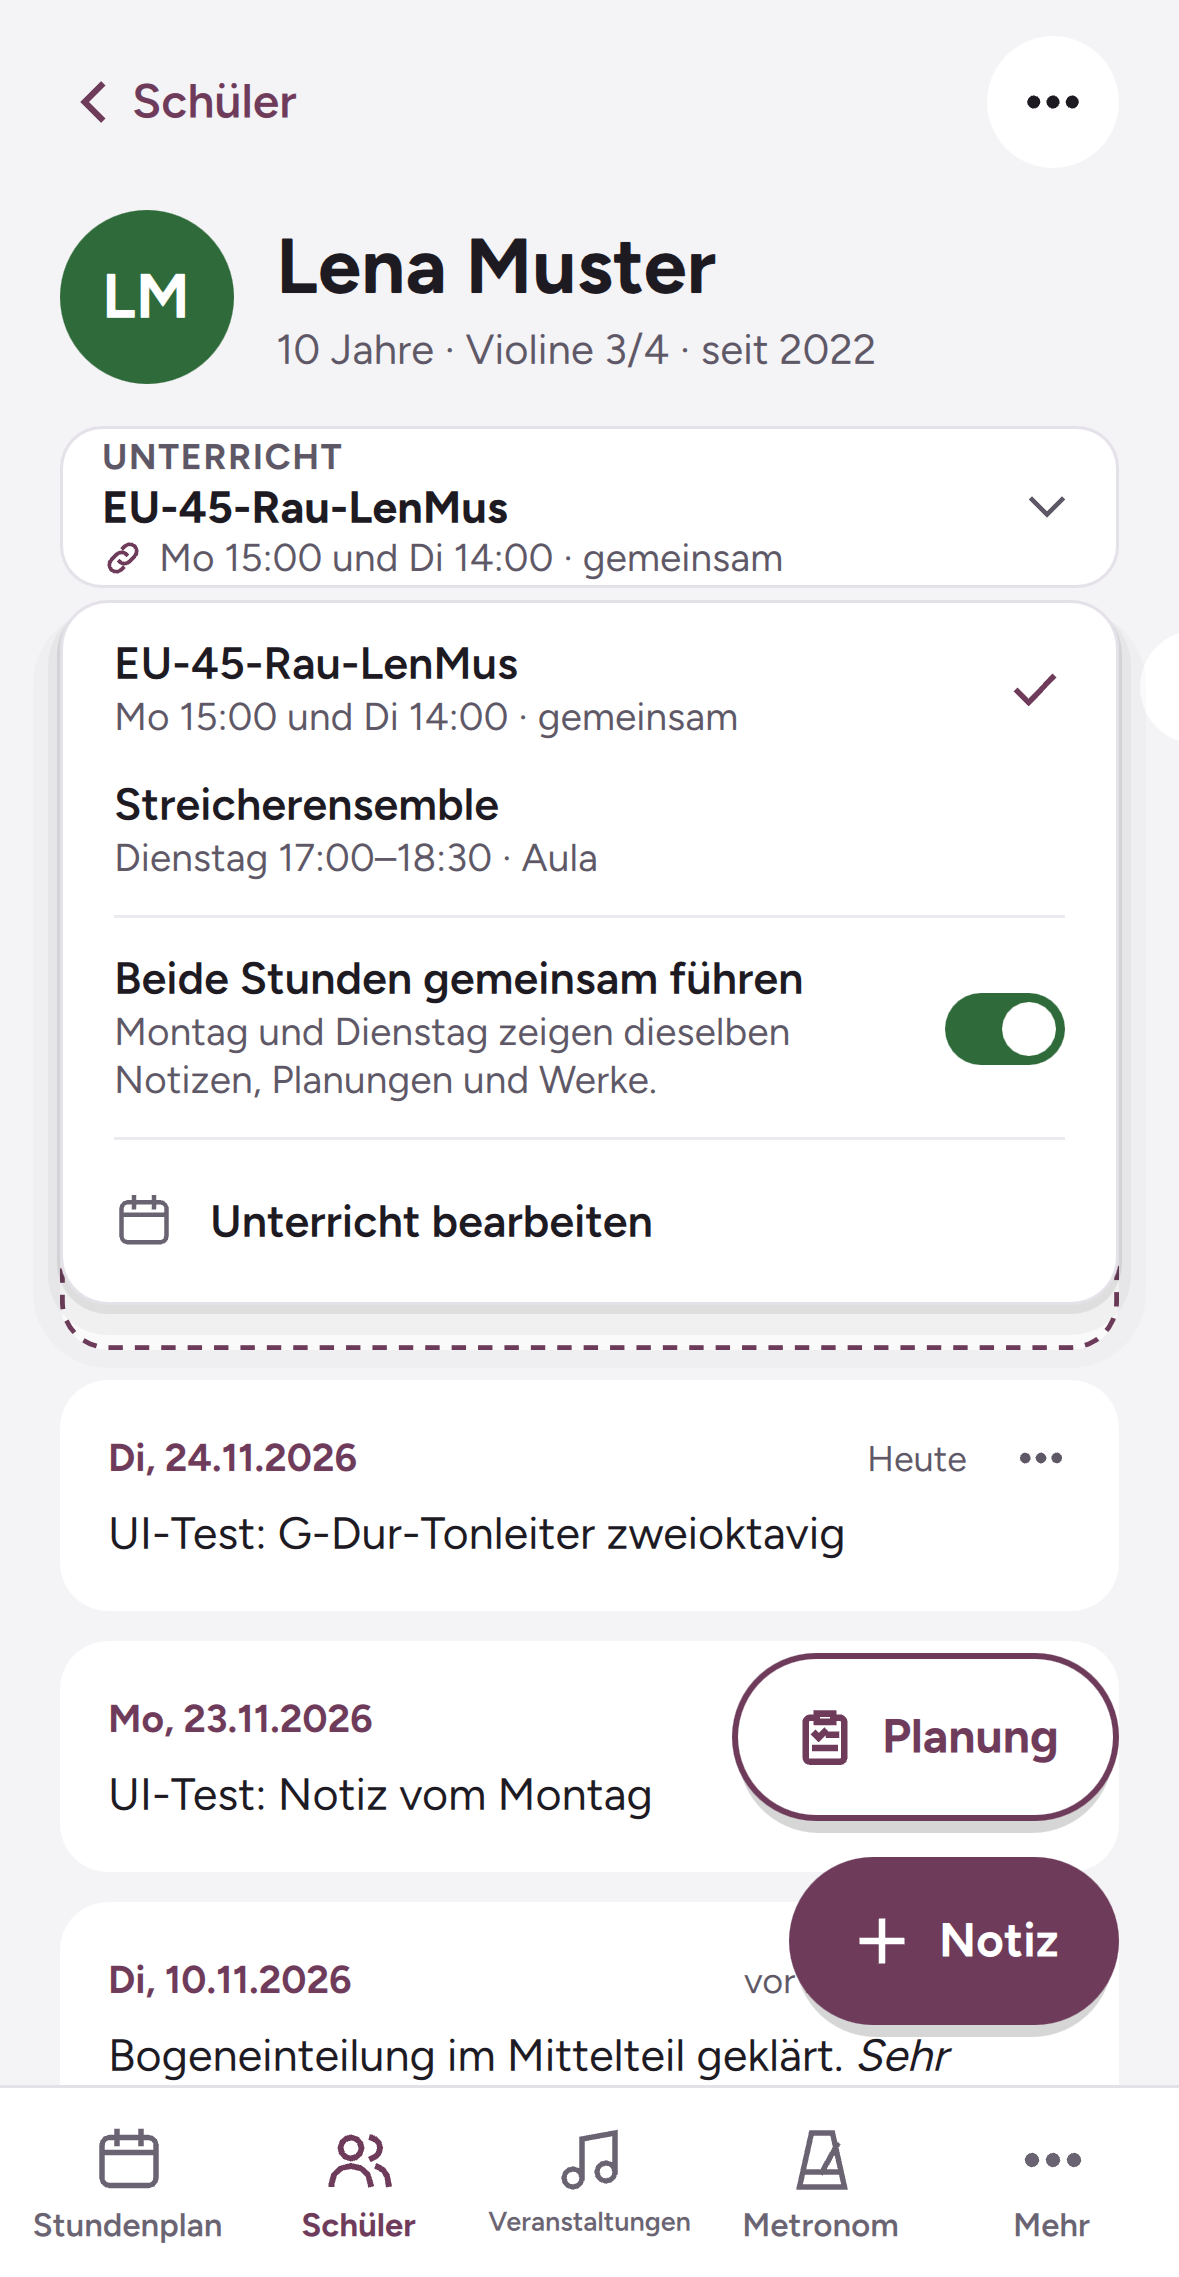 Schüler
LM
Lena Muster
10 Jahre · Violine 3/4 · seit 2022
UNTERRICHT
EU-45-Rau-LenMus
Mo 15:00 und Di 14:00 · gemeinsam
EU-45-Rau-LenMus
Mo 15:00 und Di 14:00 · gemeinsam
Streicherensemble
Dienstag 17:00–18:30 · Aula
Beide Stunden gemeinsam führen
Montag und Dienstag zeigen dieselben
Notizen, Planungen und Werke.
Unterricht bearbeiten
Di, 24.11.2026
Heute
UI-Test: G-Dur-Tonleiter zweioktavig
Mo, 23.11.2026
Planung
UI-Test: Notiz vom Montag
Notiz
Di, 10.11.2026
vor
Bogeneinteilung im Mittelteil geklärt. Sehr
Stundenplan
Schüler
Veranstaltungen
Metronom
Mehr